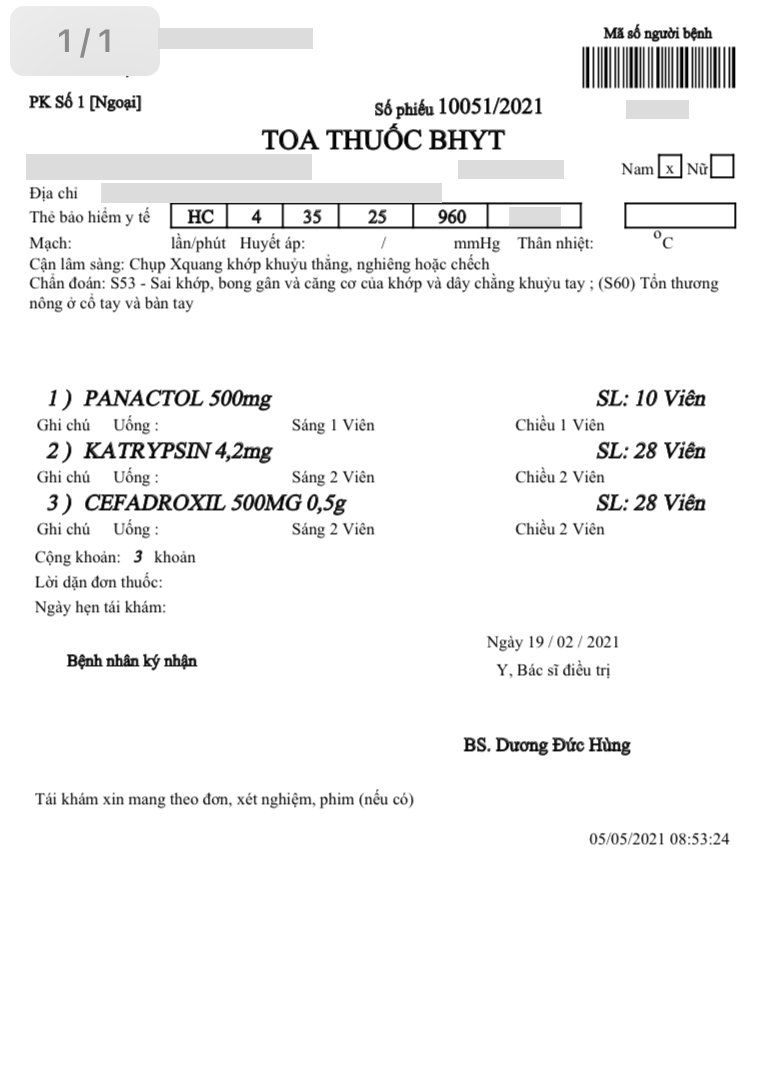 1/1
Mã số người bệnh
PK Số 1 [Ngoại]
Số phiếu 10051/2021
TOA THUỐC BHYT
Nam x Nữ
Địa chỉ
Thẻ bảo hiểm y tế HC 4 35 25 960
Mạch: lần/phút Huyết áp: / mmHg Thân nhiệt: °C
Cận lâm sàng: Chụp Xquang khớp khuỷu thẳng, nghiêng hoặc chếch
Chẩn đoán: S53 - Sai khớp, bong gân và căng cơ của khớp và dây chằng khuỷu tay ; (S60) Tổn thương
nông ở cổ tay và bàn tay
1 ) PANACTOL 500mg SL: 10 Viên
Ghi chú Uống : Sáng 1 Viên Chiều 1 Viên
2 ) KATRYPSIN 4,2mg SL: 28 Viên
Ghi chú Uống : Sáng 2 Viên Chiều 2 Viên
3 ) CEFADROXIL 500MG 0,5g SL: 28 Viên
Ghi chú Uống : Sáng 2 Viên Chiều 2 Viên
Cộng khoản: 3 khoản
Lời dặn đơn thuốc:
Ngày hẹn tái khám:
Ngày 19 / 02 / 2021
Bệnh nhân ký nhận
Y, Bác sĩ điều trị
BS. Dương Đức Hùng
Tái khám xin mang theo đơn, xét nghiệm, phim (nếu có)
05/05/2021 08:53:24